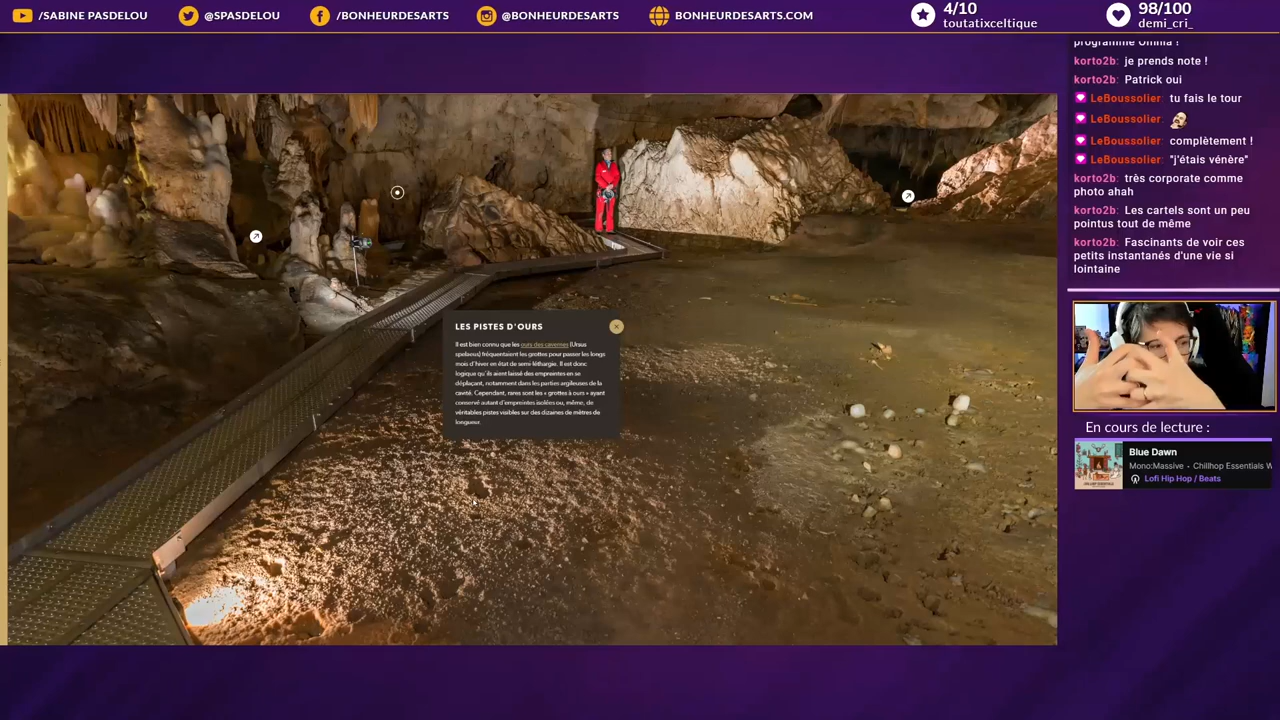 /SABINE PASDELOU
@SPASDELOU
/BONHEURDESARTS
@BONHEURDESARTS
BONHEURDESARTS.COM
4/10
toutatixceltique
98/100
demi_cri_
programme Omnia !
korto2b: je prends note !
korto2b: Patrick oui
LeBoussolier: tu fais le tour
LeBoussolier:
LeBoussolier: complètement !
LeBoussolier: "j'étais vénère"
korto2b: très corporate comme
photo ahah
korto2b: Les cartels sont un peu
pointus tout de même
korto2b: Fascinants de voir ces
petits instantanés d'une vie si
lointaine
LES PISTES D'OURS
Il est bien connu que les ours des cavernes (Ursus
spelaeus) fréquentaient les grottes pour passer les longs
mois d'hiver en état de semi-léthargie. Il est donc
logique qu'ils aient laissé des empreintes en se
déplaçant, notamment dans les parties argileuses de la
cavité. Cependant, rares sont les « grottes à ours » ayant
conservé autant d'empreintes isolées ou, même, de
véritables pistes visibles sur des dizaines de mètres de
longueur.
En cours de lecture :
Blue Dawn
Mono:Massive - Chillhop Essentials W
Lofi Hip Hop / Beats